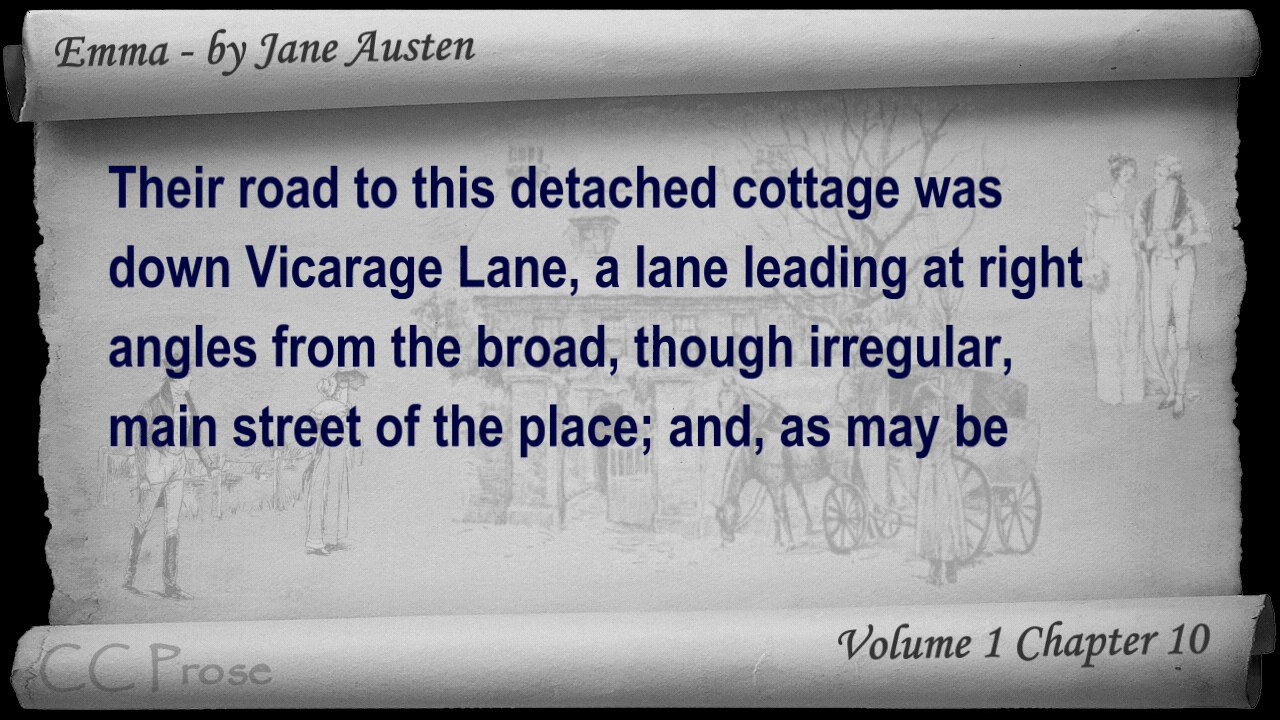 Emma - by Jane Austen
Their road to this detached cottage was
down Vicarage Lane, a lane leading at right
angles from the broad, though irregular,
main street of the place; and, as may be
Volume 1 Chapter 10
CC Prose